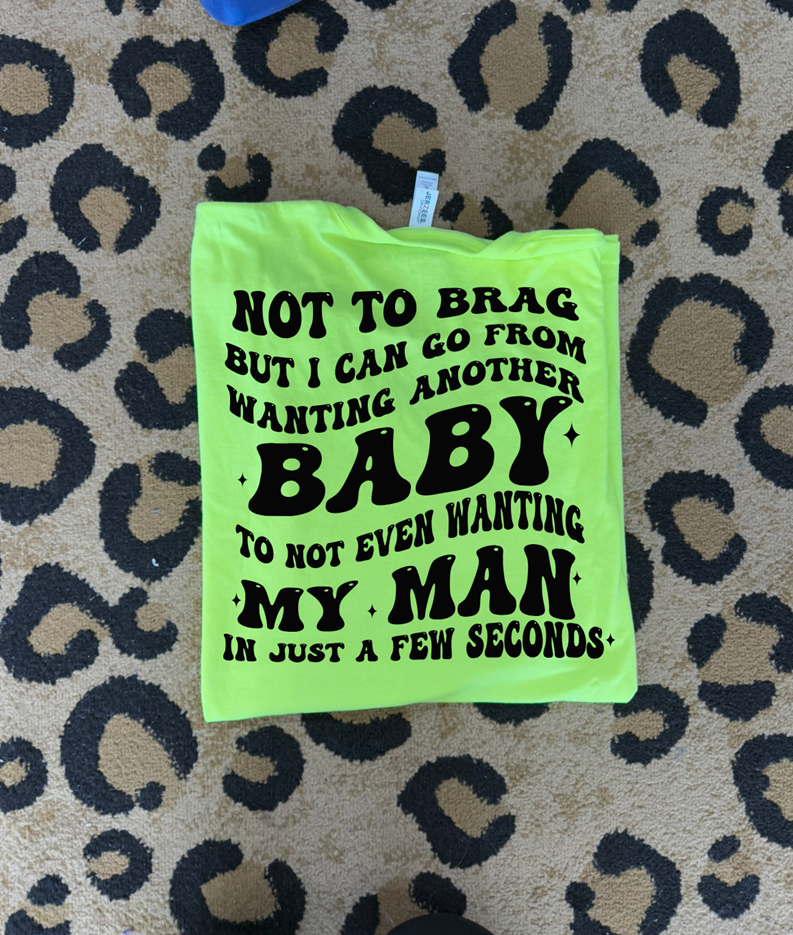 JERZEES
NOT TO BRAG
BUT I CAN GO FROM
WANTING ANOTHER
BABY
TO NOT EVEN WANTING
MY MAN
IN JUST A FEW SECONDS